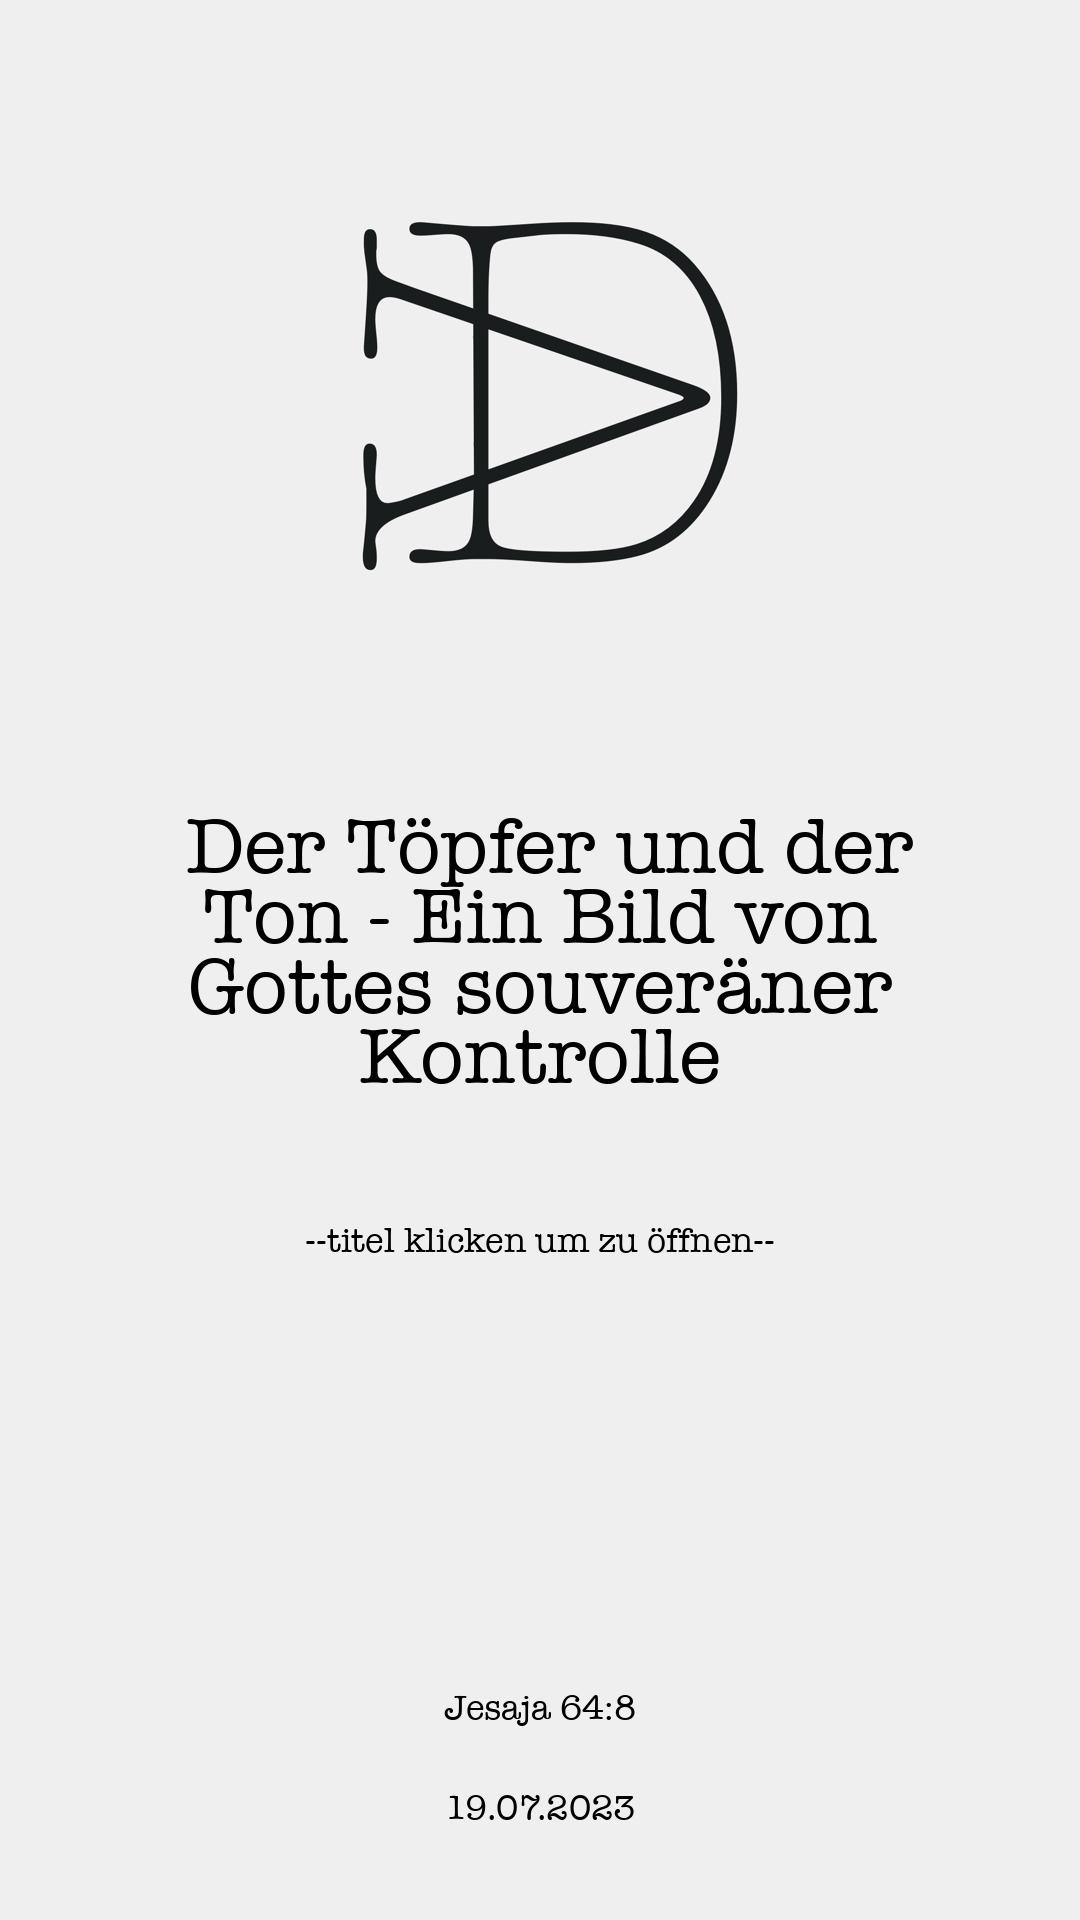 Der Töpfer und der
Ton - Ein Bild von
Gottes souveräner
Kontrolle
--titel klicken um zu öffnen--
Jesaja 64:8
19.07.2023